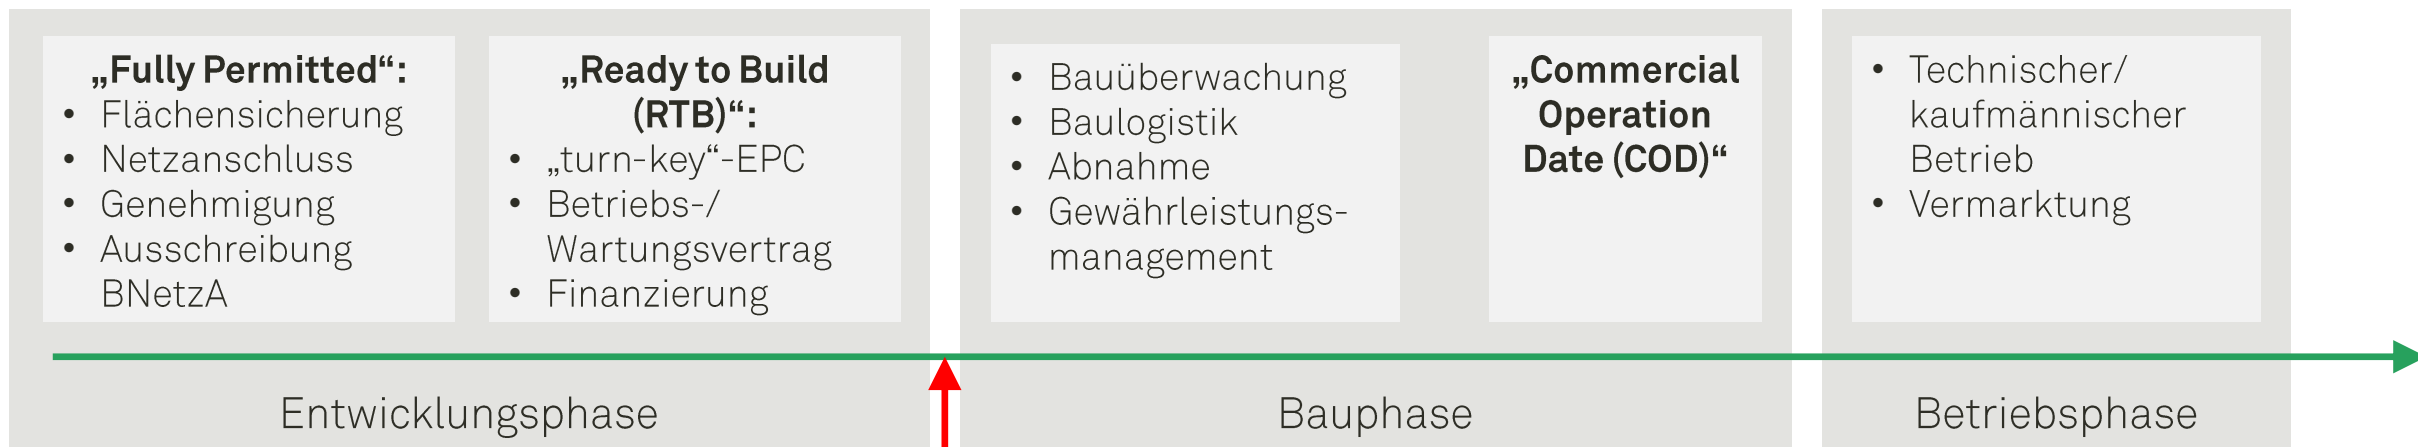 „Fully Permitted“:
• Flächensicherung
• Netzanschluss
• Genehmigung
• Ausschreibung
BNetzA
„Ready to Build
(RTB)“:
• „turn-key“-EPC
• Betriebs-/
Wartungsvertrag
• Finanzierung
• Bauüberwachung
• Baulogistik
• Abnahme
• Gewährleistungs-
management
„Commercial
Operation
Date (COD)“
• Technischer/
kaufmännischer
Betrieb
• Vermarktung
Entwicklungsphase
Bauphase
Betriebsphase